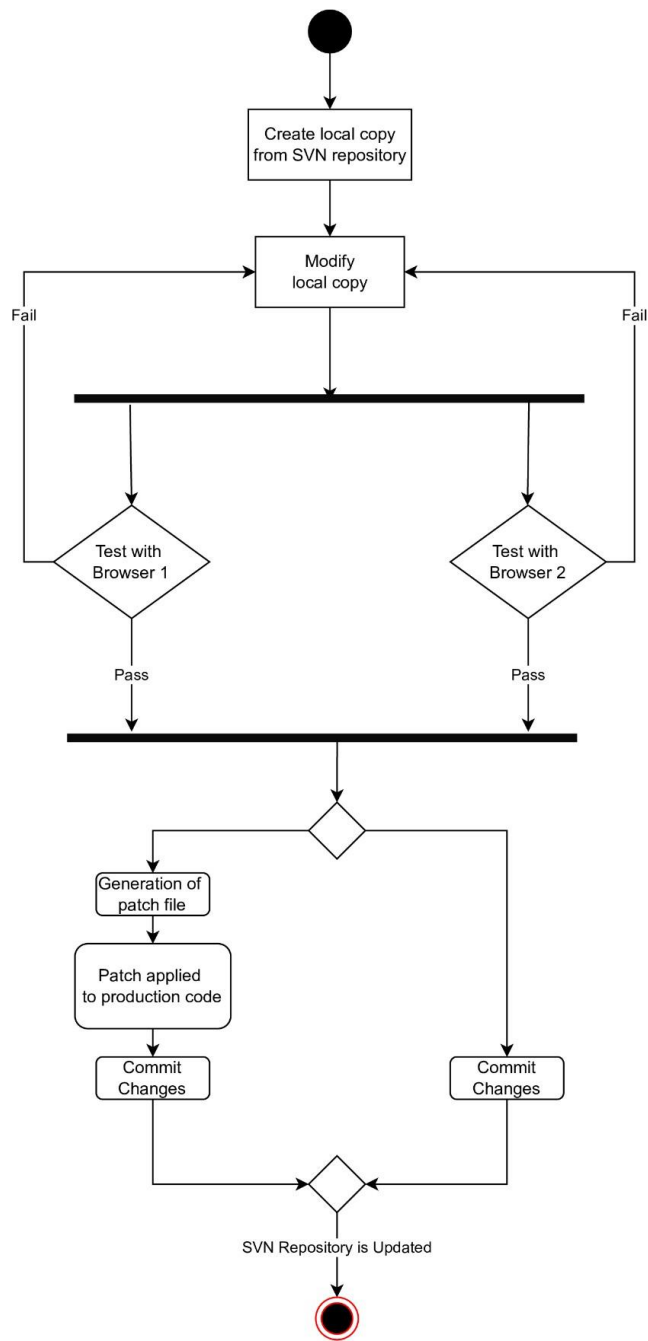 Create local copy
from SVN repository
Modify
local copy
Fail
Fail
Test with
Browser 1
Test with
Browser 2
Pass
Pass
Generation of
patch file
Patch applied
to production code
Commit
Changes
Commit
Changes
SVN Repository is Updated